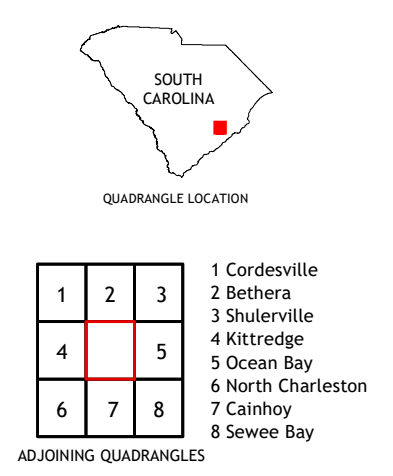 SOUTH
CAROLINA
QUADRANGLE LOCATION
1 2 3
4 5
6 7 8
1 Cordesville
2 Bethera
3 Shulerville
4 Kittredge
5 Ocean Bay
6 North Charleston
7 Cainhoy
8 Sewee Bay
ADJOINING QUADRANGLES